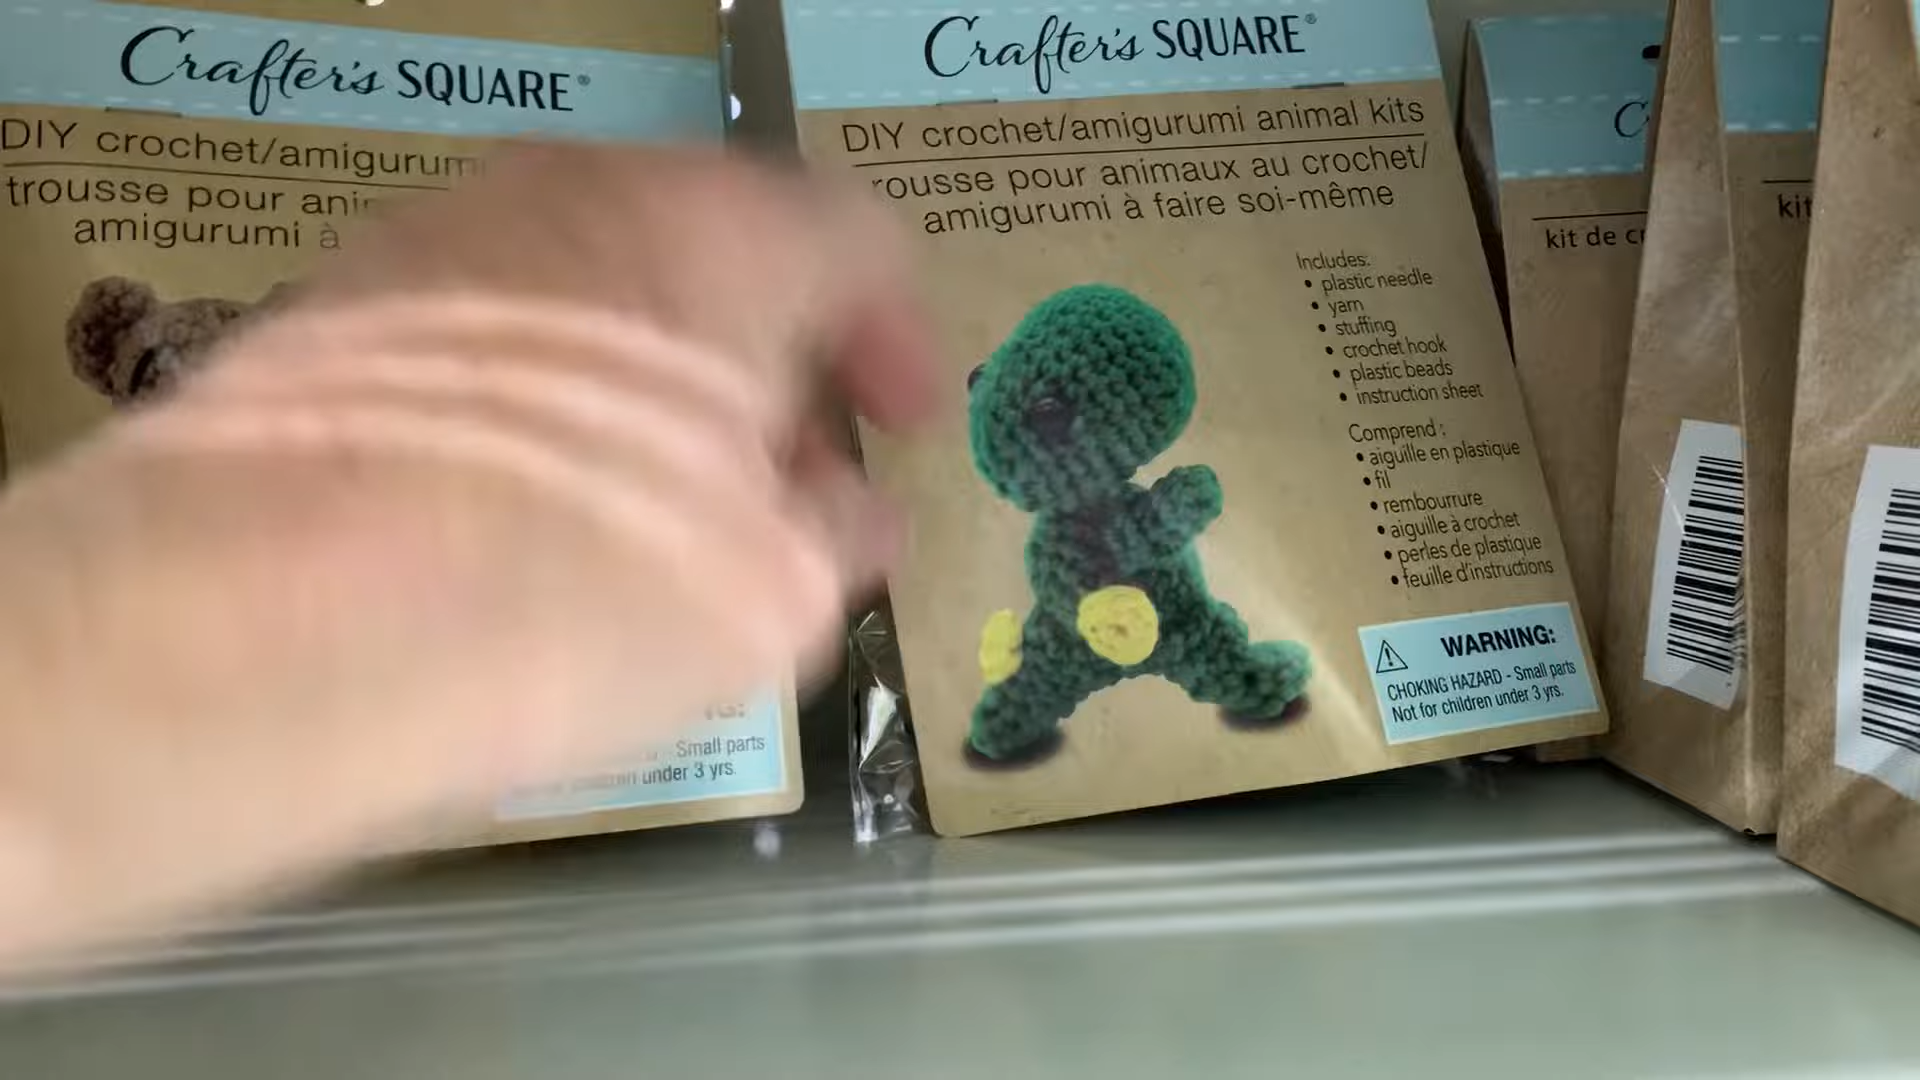 Crafter's SQUARE®
DIY crochet/amigurum
trousse pour ani
amigurumi à
Small parts
under 3 yrs.
Crafter's SQUARE®
DIY crochet/amigurumi animal kits
rousse pour animaux au crochet/
amigurumi à faire soi-même
Includes:
• plastic needle
• yarn
• stuffing
• crochet hook
• plastic beads
• instruction sheet
Comprend :
• aiguille en plastique
• fil
• rembourrure
• aiguille à crochet
• perles de plastique
• feuille d'instructions
WARNING:
CHOKING HAZARD - Small parts
Not for children under 3 yrs.
kit de cr
kit